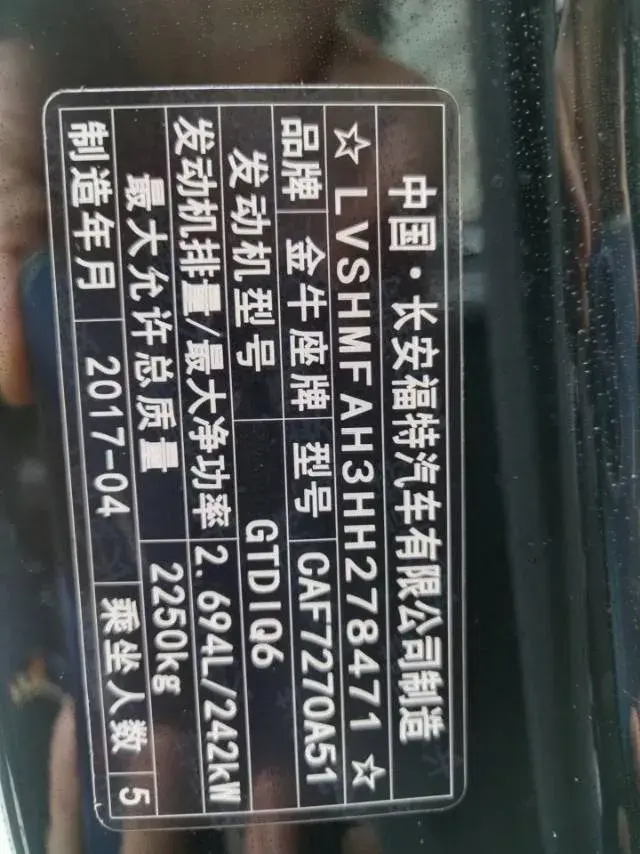 中国·长安福特汽车有限公司制造
☆LVSHMFAH3HH278471☆
品牌 金牛座牌 型号 CAF7270A51
发动机型号 GTDIQ6
发动机排量/最大净功率 2.694L/242kW
最大允许总质量 2250kg
制造年月 2017-04 乘坐人数 5